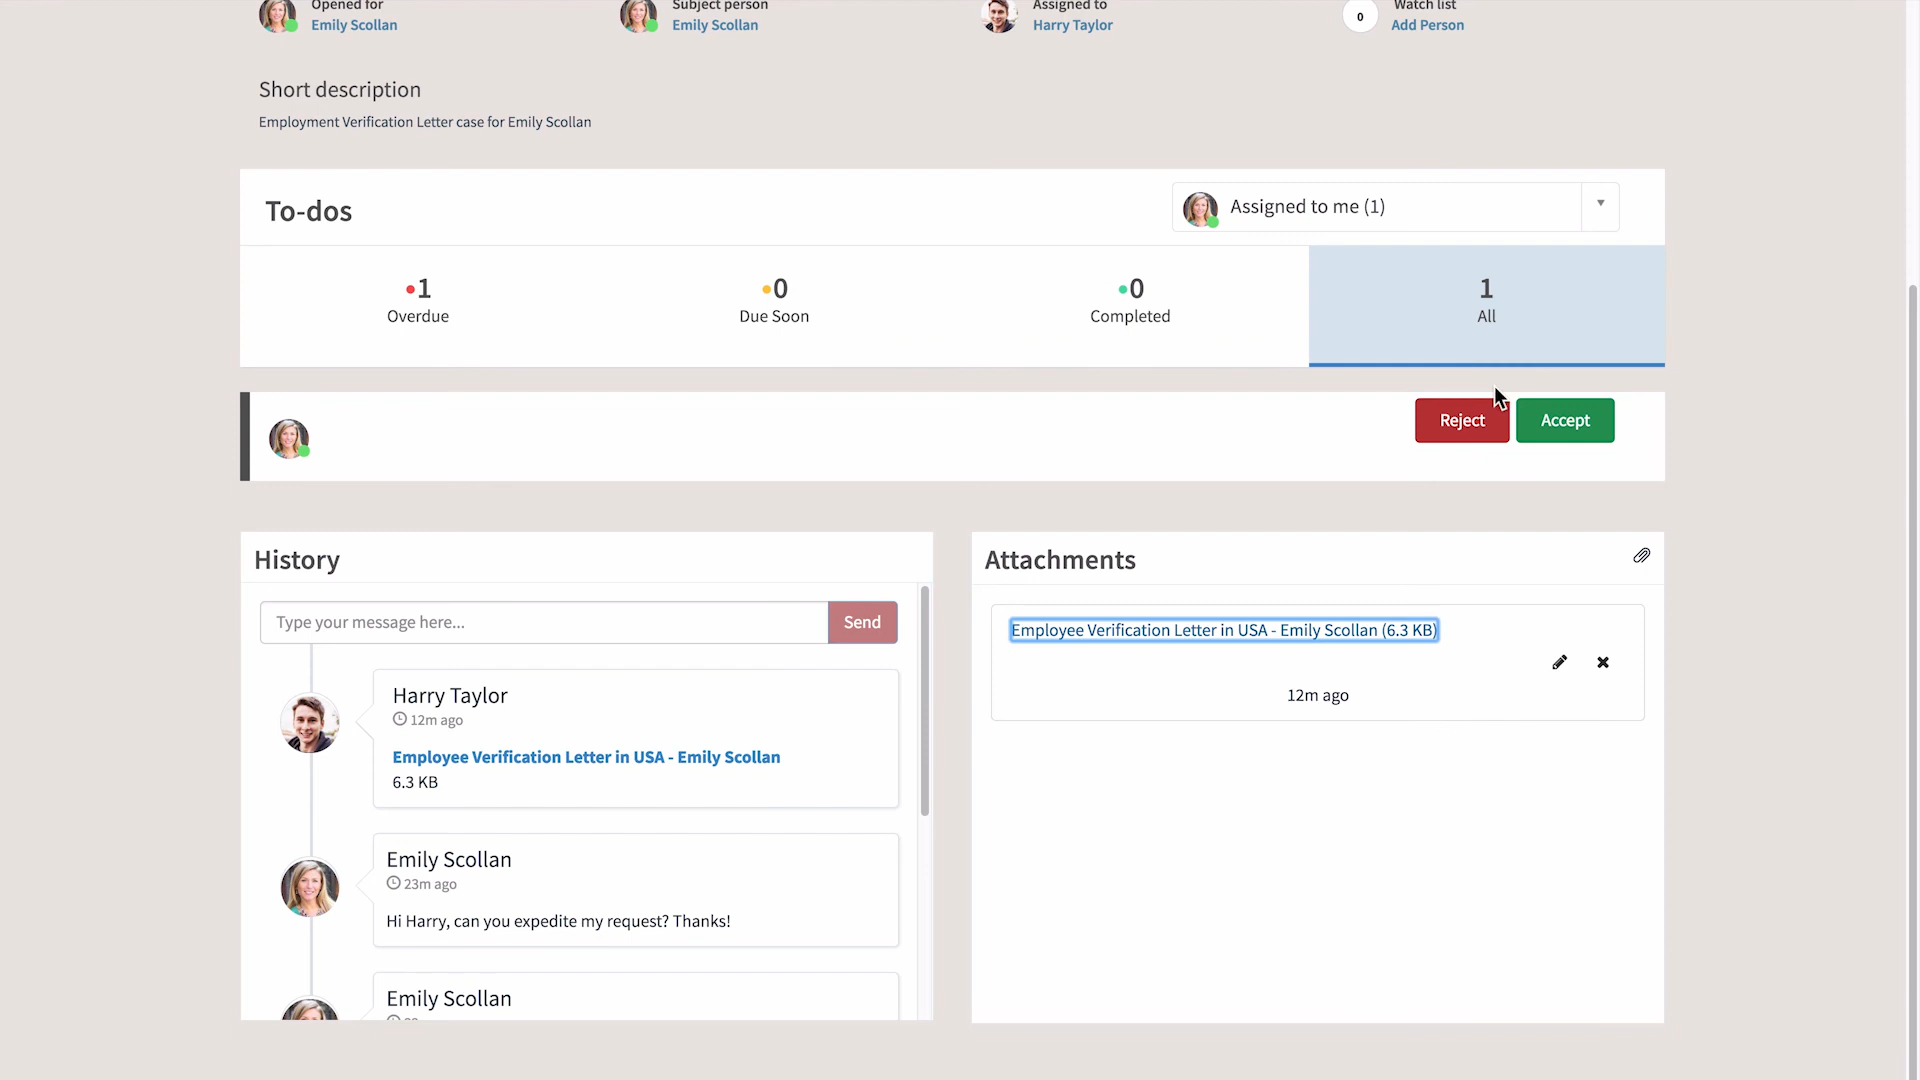 Opened for
Emily Scollan
Subject person
Emily Scollan
Assigned to
Harry Taylor
0
Watch list
Add Person
Short description
Employment Verification Letter case for Emily Scollan
To-dos
Assigned to me (1)
1
Overdue
0
Due Soon
0
Completed
1
All
Reject
Accept
History
Type your message here...
Send
Harry Taylor
12m ago
Employee Verification Letter in USA - Emily Scollan
6.3 KB
Emily Scollan
23m ago
Hi Harry, can you expedite my request? Thanks!
Emily Scollan
Attachments
Employee Verification Letter in USA - Emily Scollan (6.3 KB)
12m ago